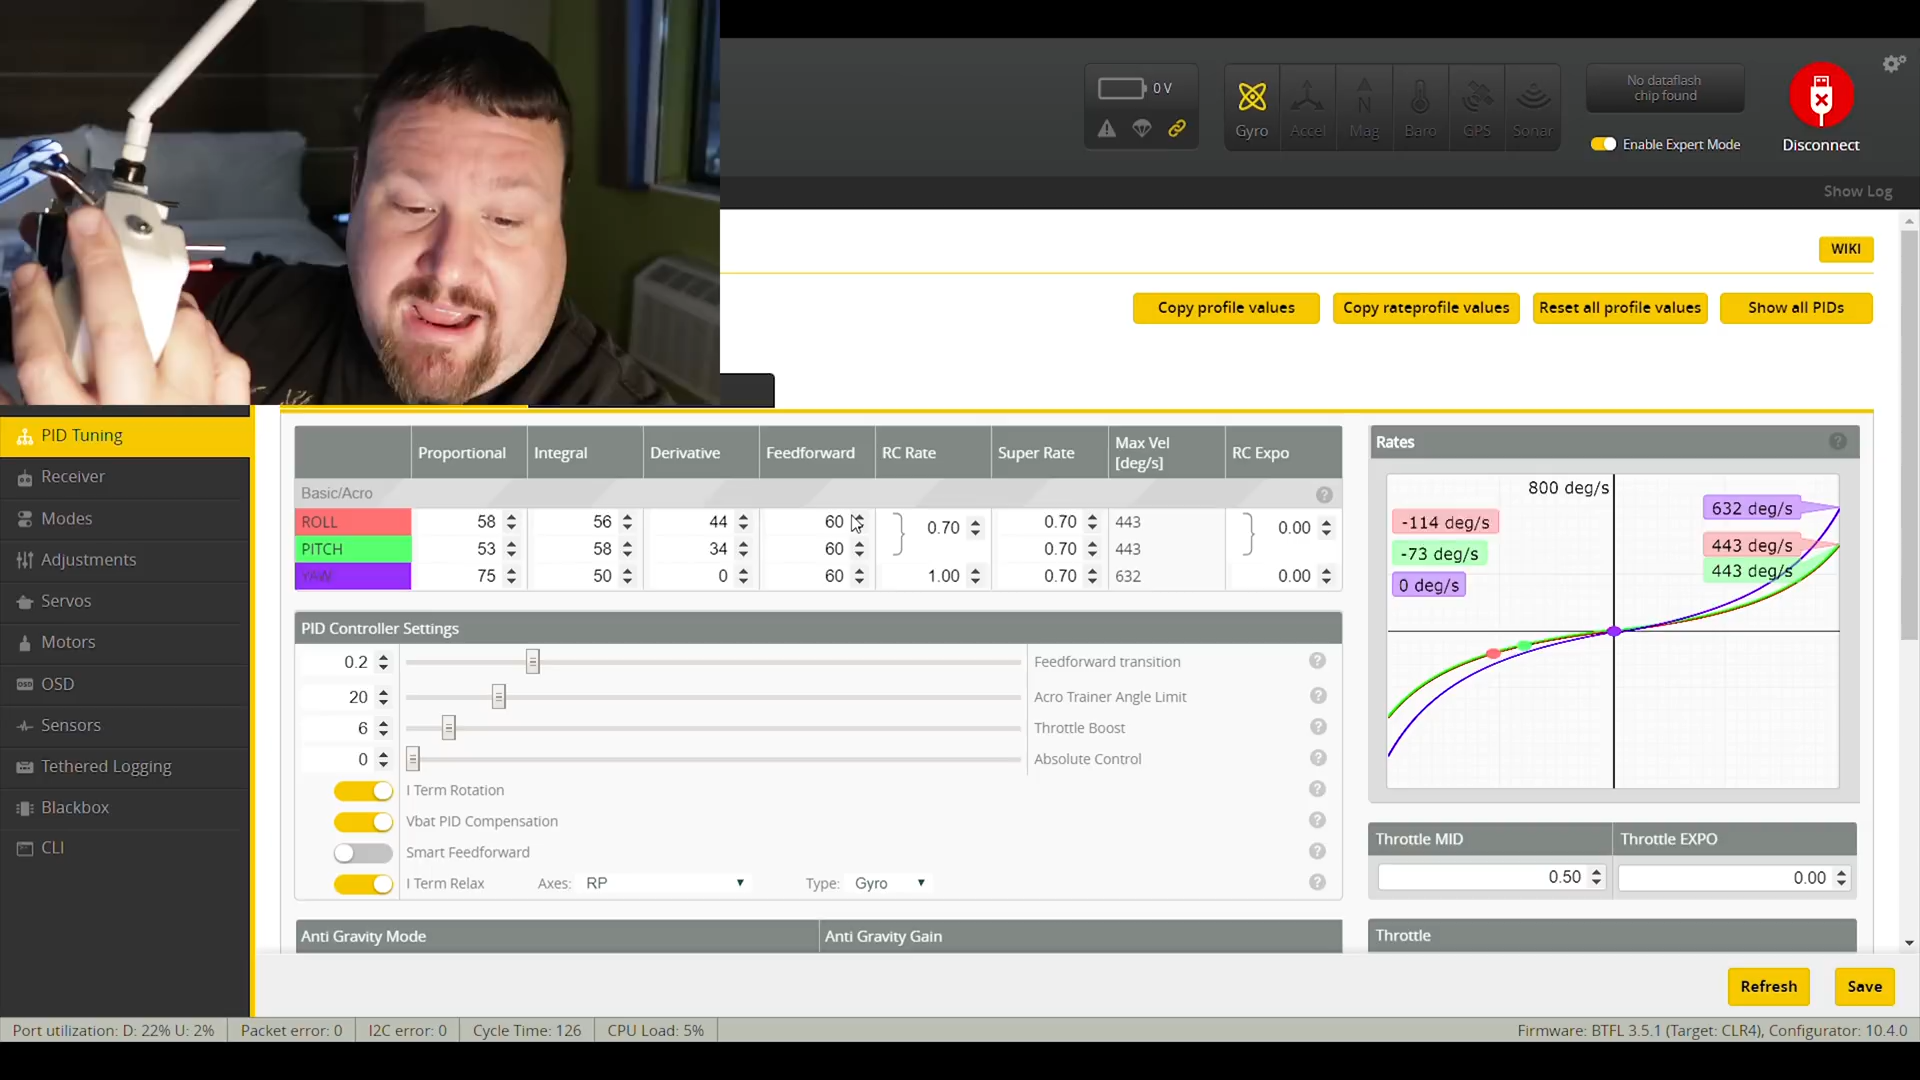 0 V
Gyro Accel Mag Baro GPS Sonar
No dataflash
chip found
Enable Expert Mode
Disconnect
Show Log
WIKI
Copy profile values Copy rateprofile values Reset all profile values Show all PIDs
PID Tuning
Receiver
Modes
Adjustments
Servos
Motors
OSD
Sensors
Tethered Logging
Blackbox
CLI
Proportional Integral Derivative Feedforward RC Rate Super Rate Max Vel [deg/s] RC Expo
Basic/Acro
ROLL 58 56 44 60 0.70 0.70 443 0.00
PITCH 53 58 34 60 0.70 443
YAW 75 50 0 60 1.00 0.70 632 0.00
PID Controller Settings
0.2 Feedforward transition
20 Acro Trainer Angle Limit
6 Throttle Boost
0 Absolute Control
I Term Rotation
Vbat PID Compensation
Smart Feedforward
I Term Relax Axes: RP Type: Gyro
Anti Gravity Mode Anti Gravity Gain
Rates
800 deg/s
-114 deg/s
-73 deg/s
0 deg/s
632 deg/s
443 deg/s
443 deg/s
Throttle MID Throttle EXPO
0.50 0.00
Throttle
Refresh Save
Port utilization: D: 22% U: 2% Packet error: 0 I2C error: 0 Cycle Time: 126 CPU Load: 5% Firmware: BTFL 3.5.1 (Target: CLR4), Configurator: 10.4.0